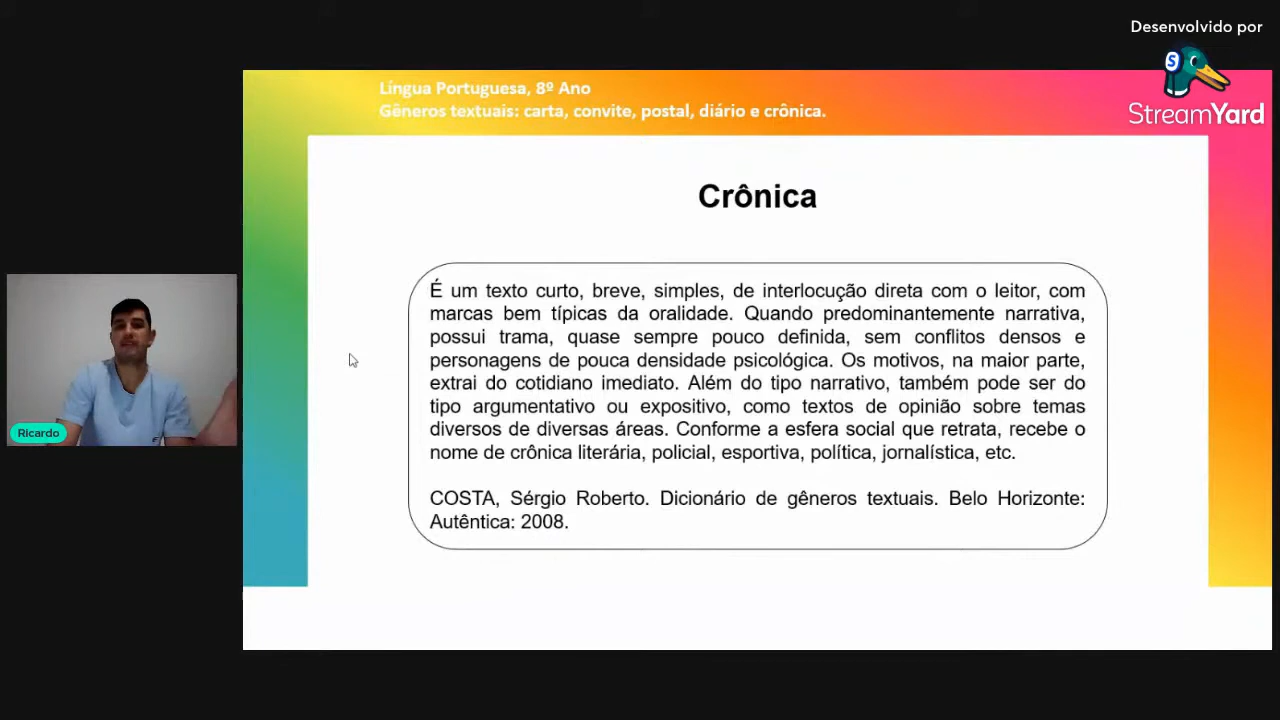 Desenvolvido por
S
StreamYard
Língua Portuguesa, 8º Ano
Gêneros textuais: carta, convite, postal, diário e crônica.
Crônica
É um texto curto, breve, simples, de interlocução direta com o leitor, com
marcas bem típicas da oralidade. Quando predominantemente narrativa,
possui trama, quase sempre pouco definida, sem conflitos densos e
personagens de pouca densidade psicológica. Os motivos, na maior parte,
extrai do cotidiano imediato. Além do tipo narrativo, também pode ser do
tipo argumentativo ou expositivo, como textos de opinião sobre temas
diversos de diversas áreas. Conforme a esfera social que retrata, recebe o
nome de crônica literária, policial, esportiva, política, jornalística, etc.
COSTA, Sérgio Roberto. Dicionário de gêneros textuais. Belo Horizonte:
Autêntica: 2008.
Ricardo